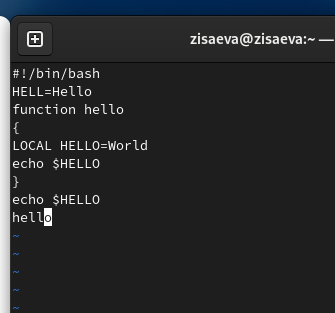 zisaeva@zisaeva:~ —
#!/bin/bash
HELL=Hello
function hello
{
LOCAL HELLO=World
echo $HELLO
}
echo $HELLO
hello
~
~
~
~
~